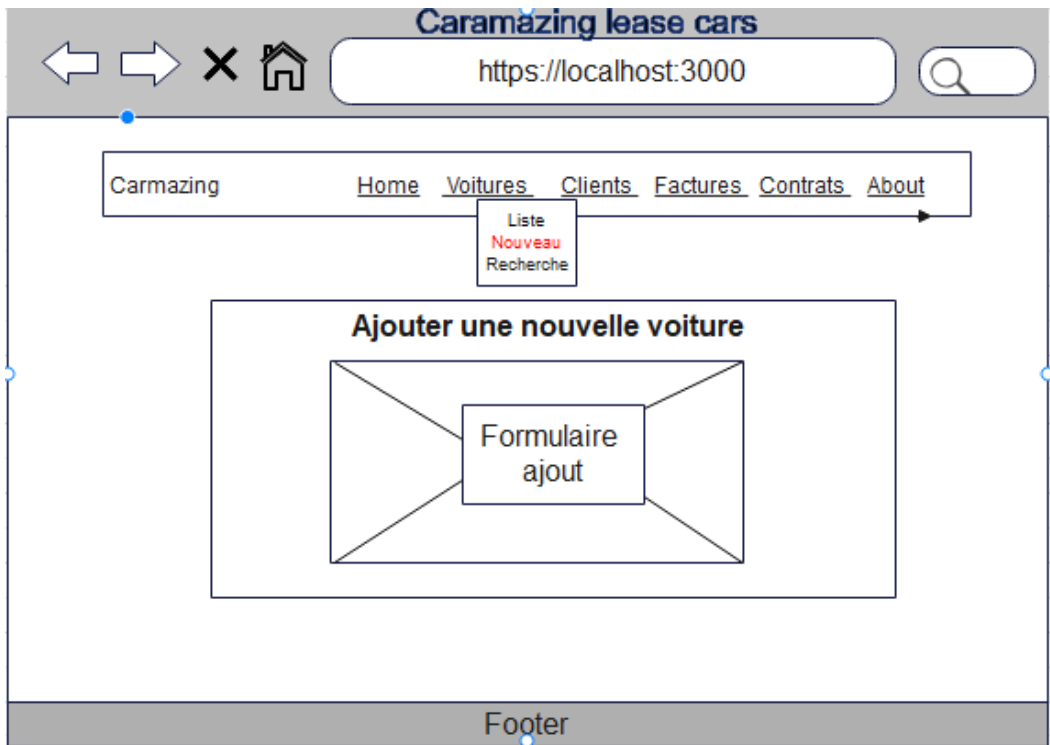 Caramazing lease cars
https://localhost:3000
Carmazing Home Voitures Clients Factures Contrats About
Liste
Nouveau
Recherche
Ajouter une nouvelle voiture
Formulaire
ajout
Footer